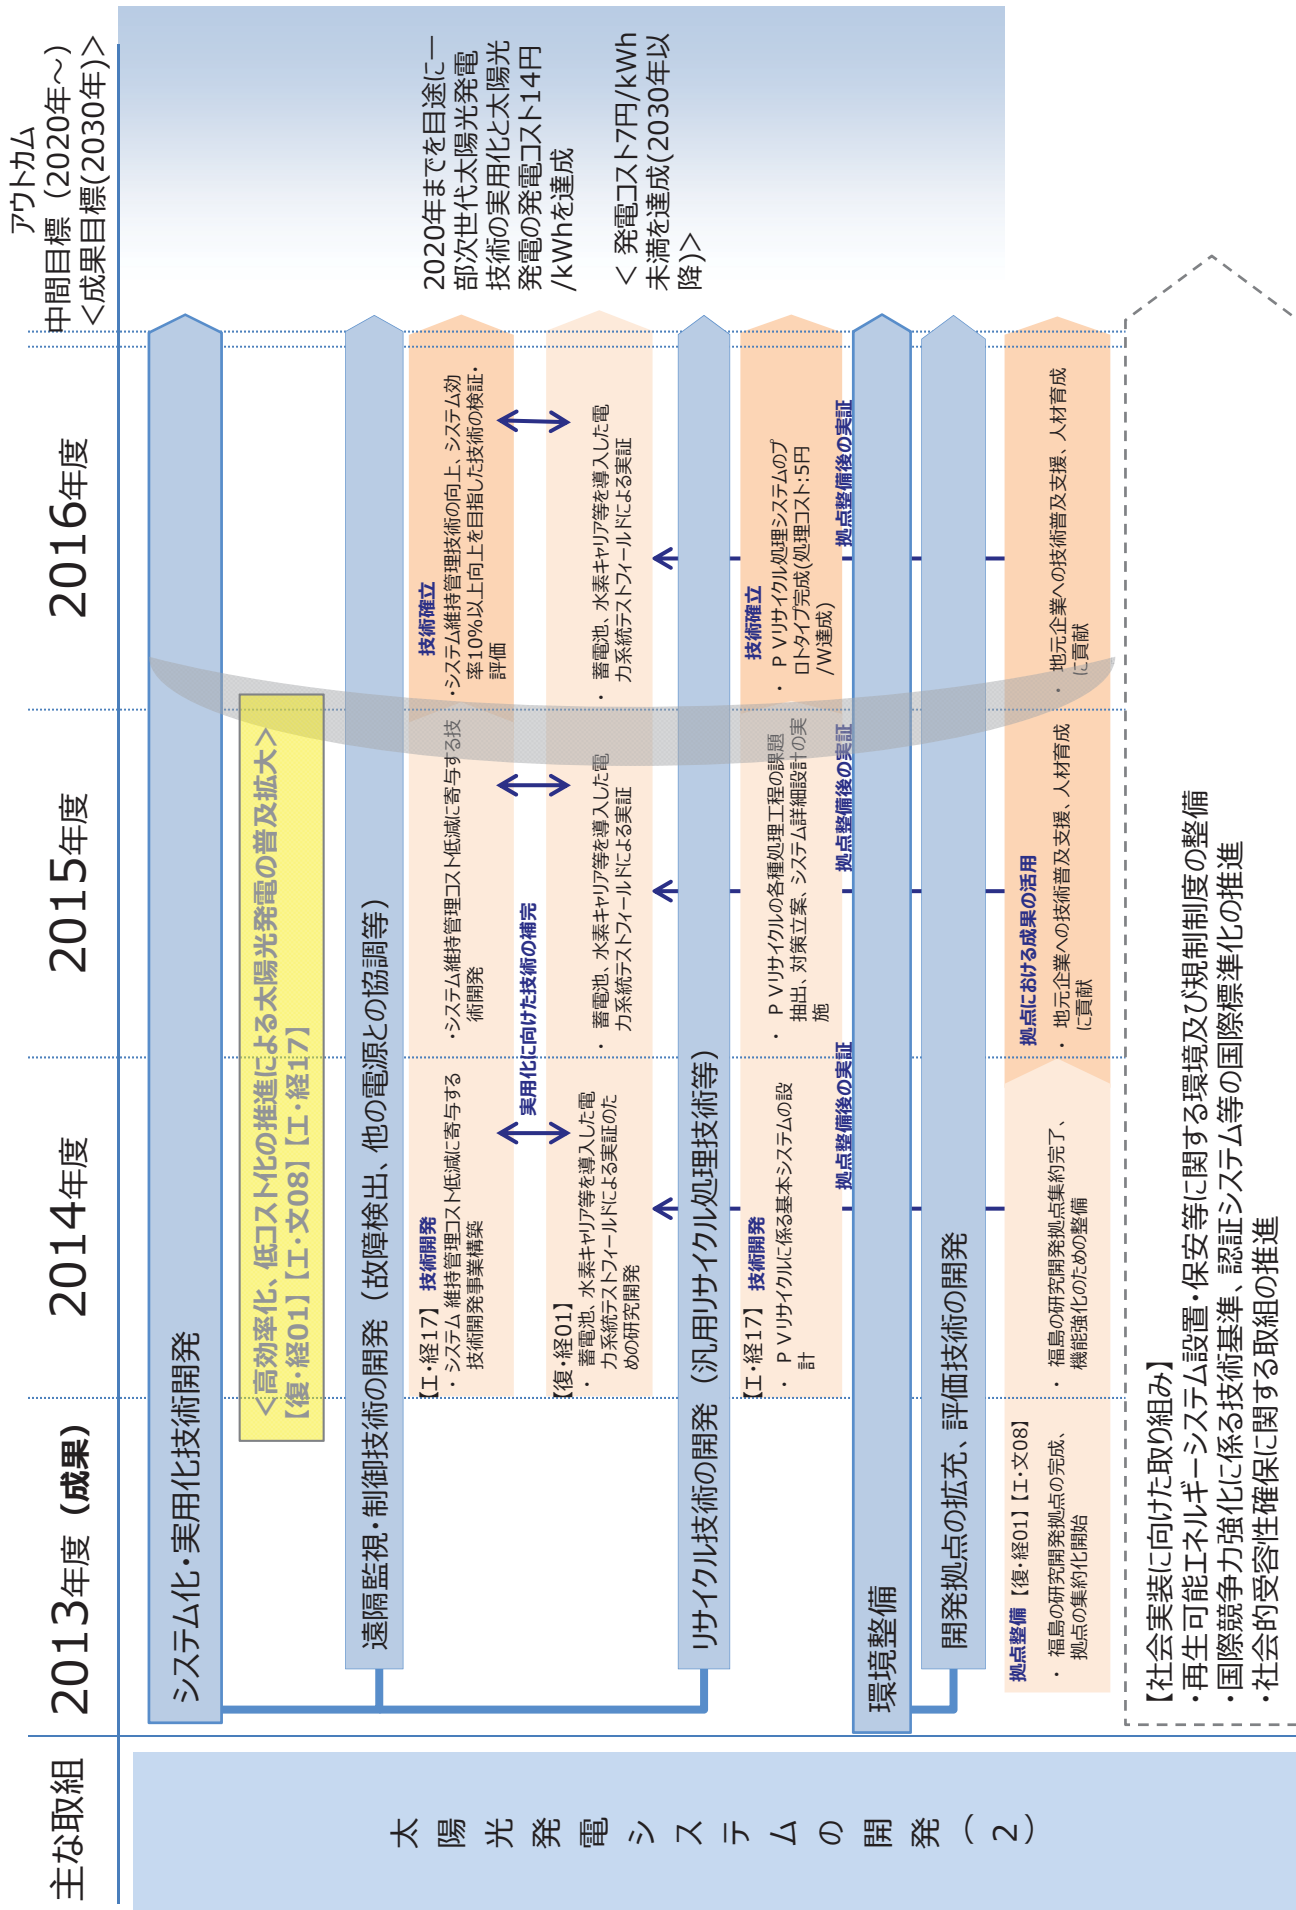 主な取組
2013年度（成果）
2014年度
2015年度
2016年度
アウトカム
中間目標（2020年～）
＜成果目標(2030年)＞
太陽光発電システムの開発（2）
システム化・実用化技術開発
＜高効率化、低コスト化の推進による太陽光発電の普及拡大＞
【復・経01】【工・文08】【工・経17】
遠隔監視・制御技術の開発（故障検出、他の電源との協調等）
【工・経17】 技術開発
・ システム 維持管理コスト低減に寄与する
技術開発事業構築
・システム維持管理コスト低減に寄与する技
術開発
技術確立
・システム維持管理技術の向上、システム効
率10%以上向上を目指した技術の検証・
評価
実用化に向けた技術の補完
【復・経01】
・ 蓄電池、水素キャリア等を導入した電
力系統テストフィールドによる実証のた
めの研究開発
・ 蓄電池、水素キャリア等を導入した電
力系統テストフィールドによる実証
・ 蓄電池、水素キャリア等を導入した電
力系統テストフィールドによる実証
2020年までを目途に一
部次世代太陽光発電
技術の実用化と太陽光
発電の発電コスト14円
/kWhを達成
＜ 発電コスト7円/kWh
未満を達成(2030年以
降)＞
リサイクル技術の開発（汎用リサイクル処理技術等）
【工・経17】 技術開発
・ ＰＶリサイクルに係る基本システムの設
計
・ ＰＶリサイクルの各種処理工程の課題
抽出、対策立案、システム詳細設計の実
施
技術確立
・ ＰＶリサイクル処理システムのプ
ロトタイプ完成(処理コスト:5円
/W達成)
拠点整備後の実証
拠点整備後の実証
拠点整備後の実証
環境整備
開発拠点の拡充、評価技術の開発
拠点整備【復・経01】【工・文08】
・ 福島の研究開発拠点の完成、
拠点の集約化開始
・ 福島の研究開発拠点集約完了、
機能強化のための整備
拠点における成果の活用
・ 地元企業への技術普及支援、人材育成
に貢献
・ 地元企業への技術普及支援、人材育成
に貢献
【社会実装に向けた取り組み】
・再生可能エネルギーシステム設置・保安等に関する環境及び規制制度の整備
・国際競争力強化に係る技術基準、認証システム等の国際標準化の推進
・社会的受容性確保に関する取組の推進